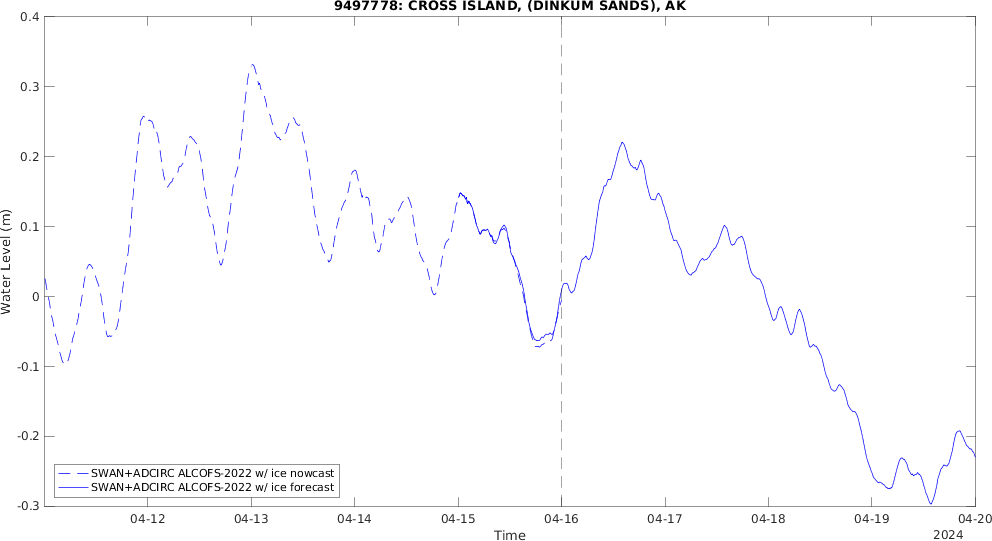 9497778: CROSS ISLAND, (DINKUM SANDS), AK
0.4
0.3
0.2
0.1
0
-0.1
-0.2
-0.3
Water Level (m)
SWAN+ADCIRC ALCOFS-2022 w/ ice nowcast
SWAN+ADCIRC ALCOFS-2022 w/ ice forecast
04-12 04-13 04-14 04-15 04-16 04-17 04-18 04-19 04-20
Time
2024